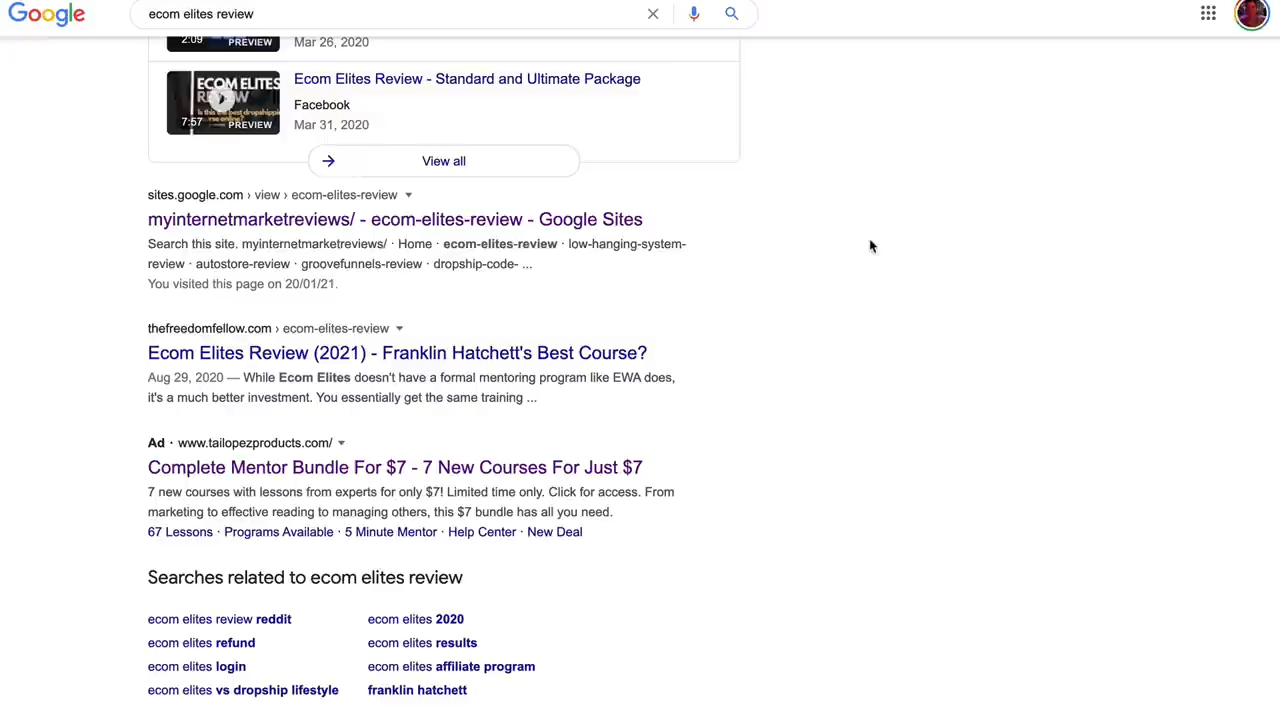 Google
ecom elites review
2:09
PREVIEW
Mar 26, 2020
ECOM ELITES
REVIEW
7:57
PREVIEW
Ecom Elites Review - Standard and Ultimate Package
Facebook
Mar 31, 2020
View all
sites.google.com › view › ecom-elites-review
myinternetmarketreviews/ - ecom-elites-review - Google Sites
Search this site. myinternetmarketreviews/ · Home · ecom-elites-review · low-hanging-system-
review · autostore-review · groovefunnels-review · dropship-code- ...
You visited this page on 20/01/21.
thefreedomfellow.com › ecom-elites-review
Ecom Elites Review (2021) - Franklin Hatchett's Best Course?
Aug 29, 2020 — While Ecom Elites doesn't have a formal mentoring program like EWA does,
it's a much better investment. You essentially get the same training ...
Ad · www.tailopezproducts.com/
Complete Mentor Bundle For $7 - 7 New Courses For Just $7
7 new courses with lessons from experts for only $7! Limited time only. Click for access. From
marketing to effective reading to managing others, this $7 bundle has all you need.
67 Lessons · Programs Available · 5 Minute Mentor · Help Center · New Deal
Searches related to ecom elites review
ecom elites review reddit
ecom elites 2020
ecom elites refund
ecom elites results
ecom elites login
ecom elites affiliate program
ecom elites vs dropship lifestyle
franklin hatchett